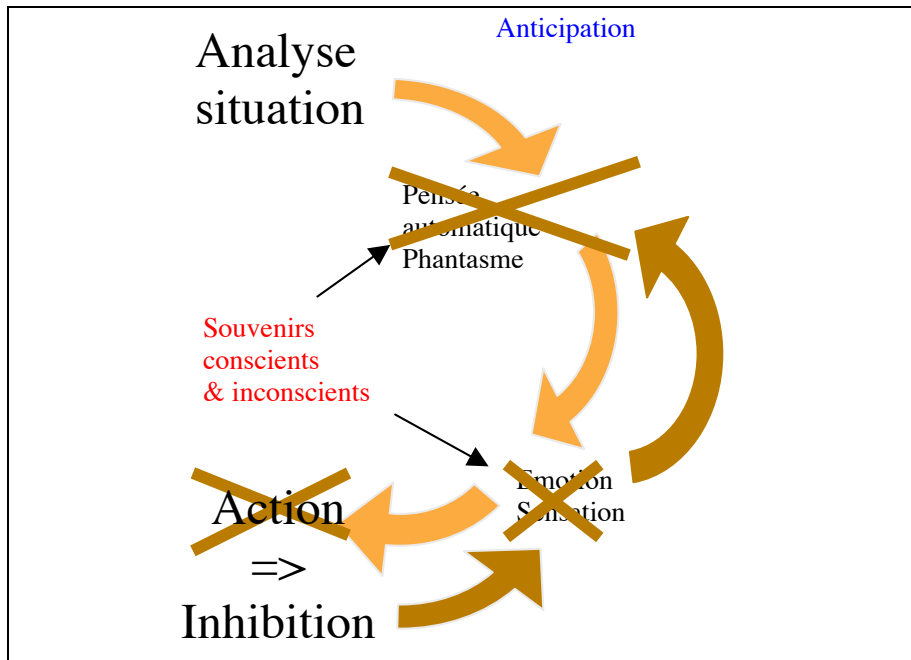 Anticipation
Analyse
situation
Pensée
automatique
Phantasme
Souvenirs
conscients
& inconscients
Emotion
Sensation
Action
=>
Inhibition